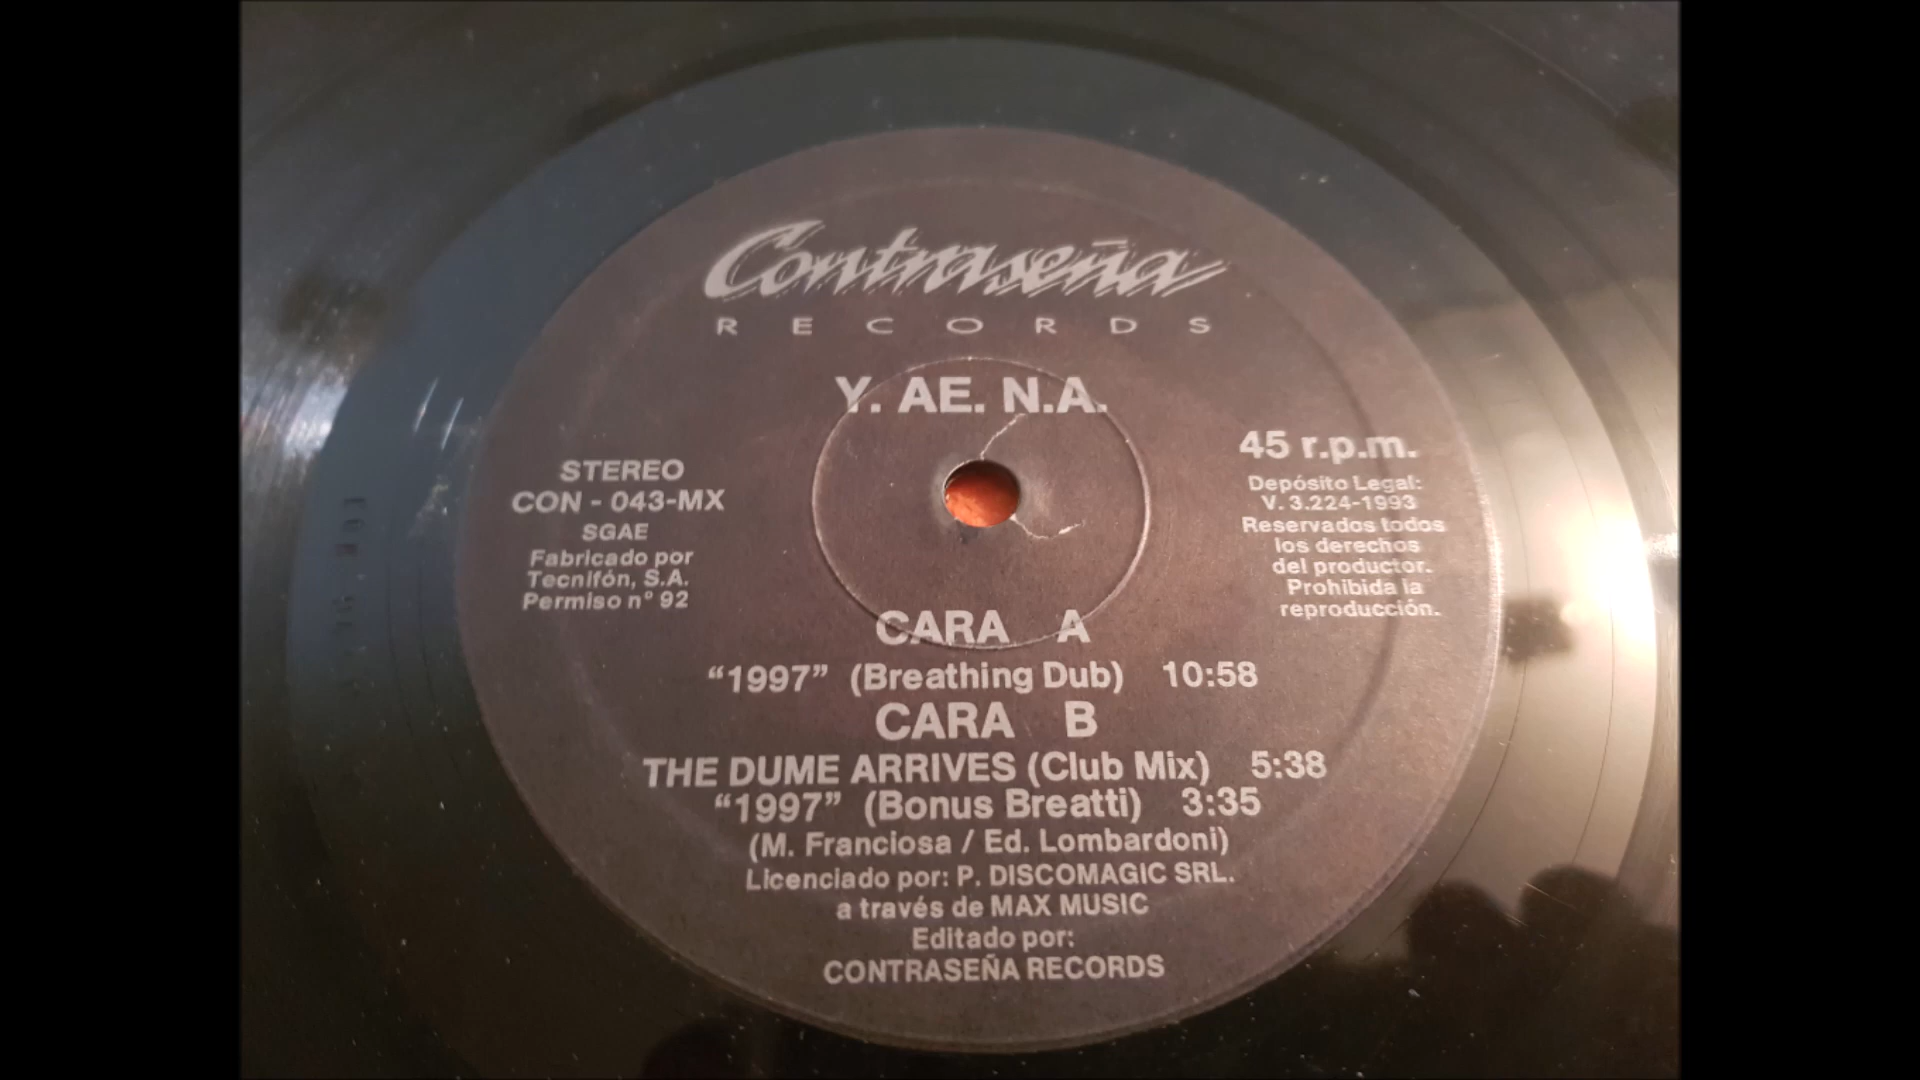 Contraseña
RECORDS
Y. AE. N.A.
STEREO
CON - 043-MX
SGAE
Fabricado por
Tecnifón, S.A.
Permiso nº 92
45 r.p.m.
Depósito Legal:
V. 3.224-1993
Reservados todos
los derechos
del productor.
Prohibida la
reproducción.
CARA A
“1997” (Breathing Dub) 10:58
CARA B
THE DUME ARRIVES (Club Mix) 5:38
“1997” (Bonus Breatti) 3:35
(M. Franciosa / Ed. Lombardoni)
Licenciado por: P. DISCOMAGIC SRL.
a través de MAX MUSIC
Editado por:
CONTRASEÑA RECORDS